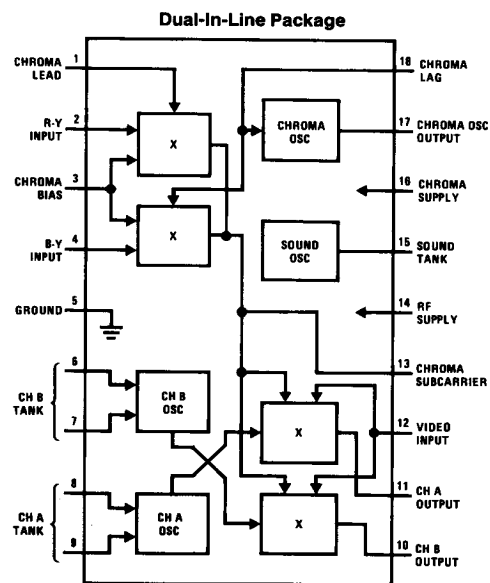 Dual-In-Line Package
CHROMA
LEAD
1
R-Y
INPUT
2
CHROMA
BIAS
3
B-Y
INPUT
4
GROUND
5
CH B
TANK
6
7
CH A
TANK
8
9
X
X
CHROMA
OSC
SOUND
OSC
CH B
OSC
CH A
OSC
X
X
18
CHROMA
LAG
17
CHROMA OSC
OUTPUT
16
CHROMA
SUPPLY
15
SOUND
TANK
14
RF
SUPPLY
13
CHROMA
SUBCARRIER
12
VIDEO
INPUT
11
CH A
OUTPUT
10
CH B
OUTPUT